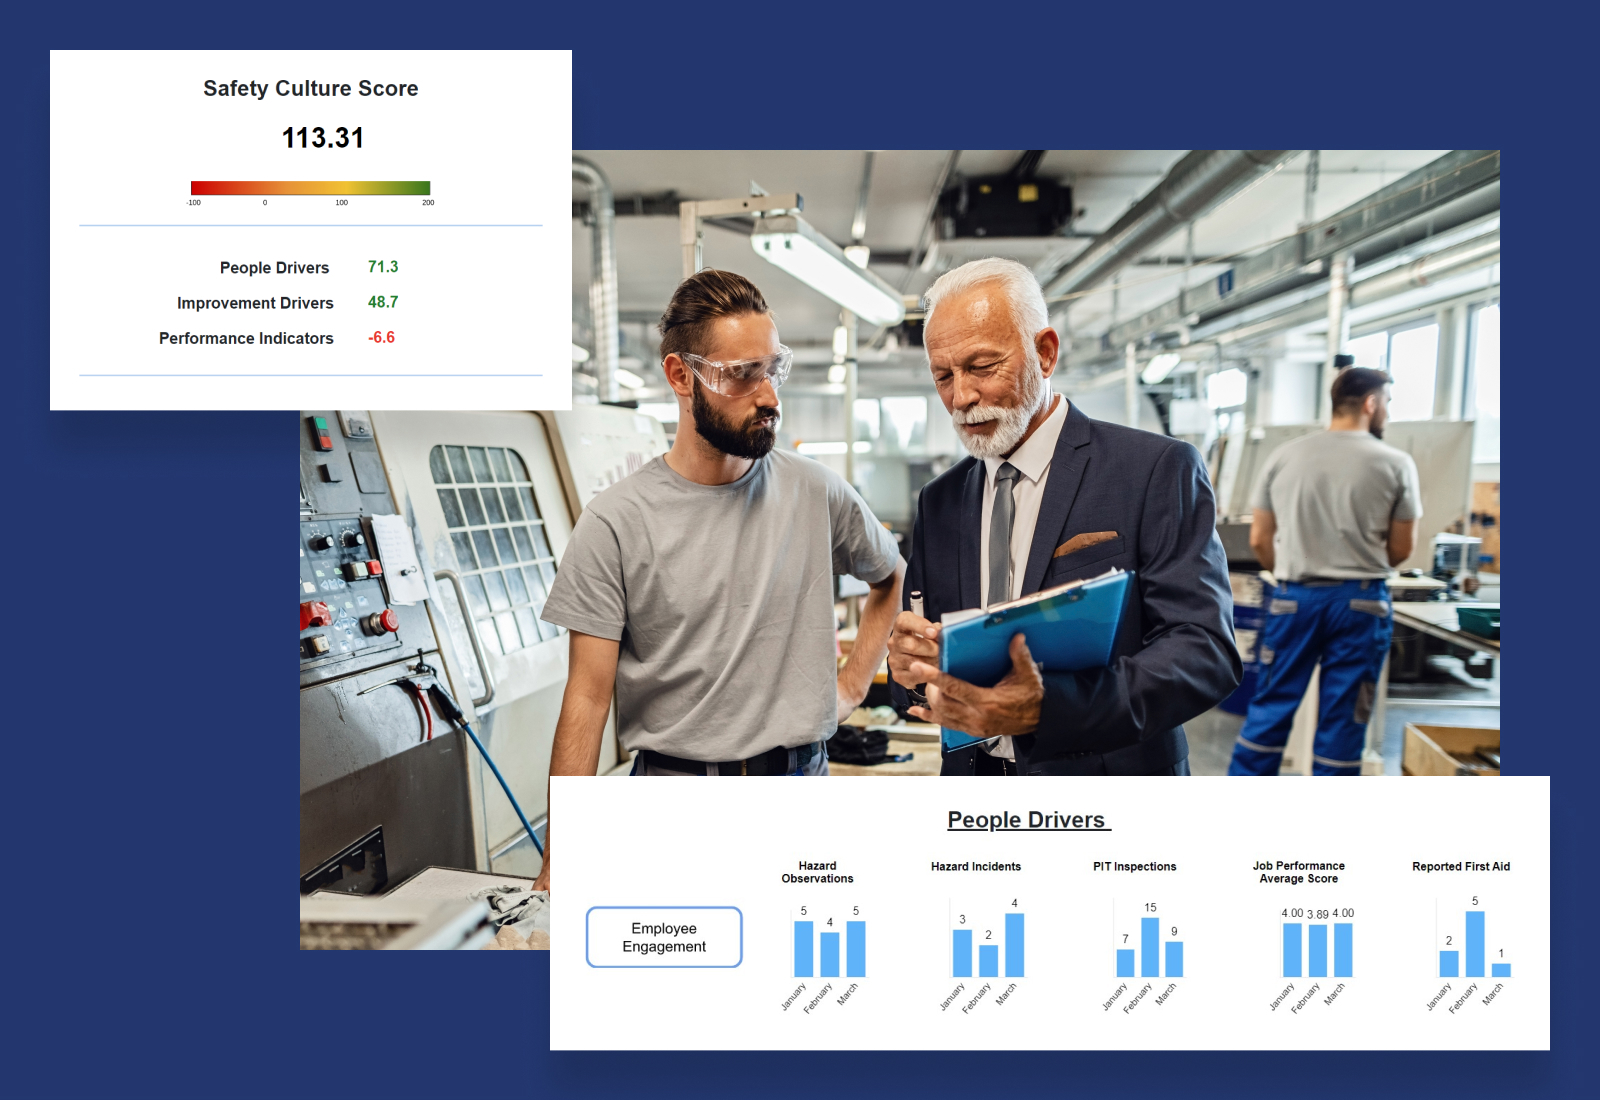 Safety Culture Score
113.31
-100 0 100 200
People Drivers 71.3
Improvement Drivers 48.7
Performance Indicators -6.6
People Drivers
Employee
Engagement
Hazard
Observations
5 4 5
January February March
Hazard Incidents
3 2 4
January February March
PIT Inspections
7 15 9
January February March
Job Performance
Average Score
4.00 3.89 4.00
January February March
Reported First Aid
2 5 1
January February March